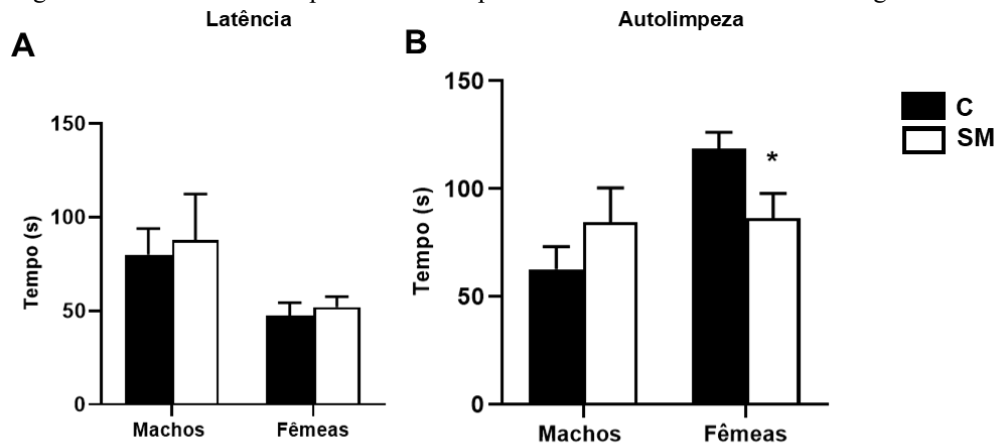 Latência
A
150
100
50
0
Tempo (s)
Machos Fêmeas
Autolimpeza
B
150
100
50
0
Tempo (s)
*
Machos Fêmeas
C
SM